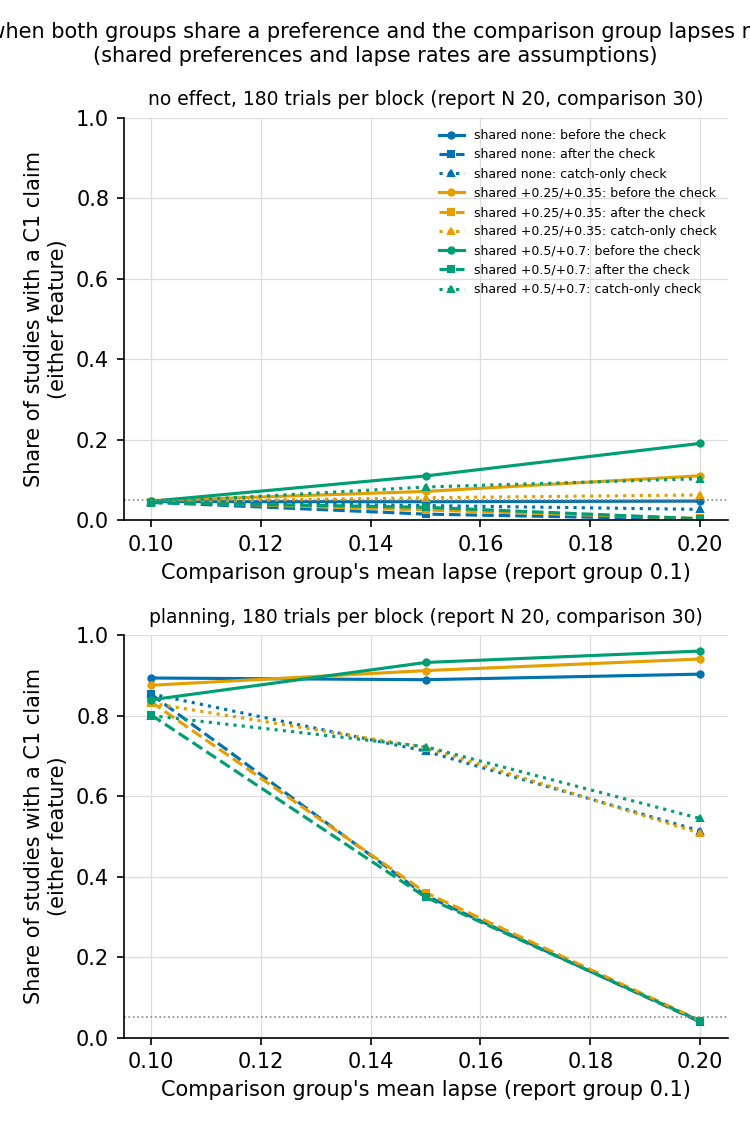 when both groups share a preference and the comparison group lapses
(shared preferences and lapse rates are assumptions)
no effect, 180 trials per block (report N 20, comparison 30)
Share of studies with a C1 claim
(either feature)
1.0
0.8
0.6
0.4
0.2
0.0
shared none: before the check
shared none: after the check
shared none: catch-only check
shared +0.25/+0.35: before the check
shared +0.25/+0.35: after the check
shared +0.25/+0.35: catch-only check
shared +0.5/+0.7: before the check
shared +0.5/+0.7: after the check
shared +0.5/+0.7: catch-only check
0.10 0.12 0.14 0.16 0.18 0.20
Comparison group's mean lapse (report group 0.1)
planning, 180 trials per block (report N 20, comparison 30)
Share of studies with a C1 claim
(either feature)
1.0
0.8
0.6
0.4
0.2
0.0
0.10 0.12 0.14 0.16 0.18 0.20
Comparison group's mean lapse (report group 0.1)